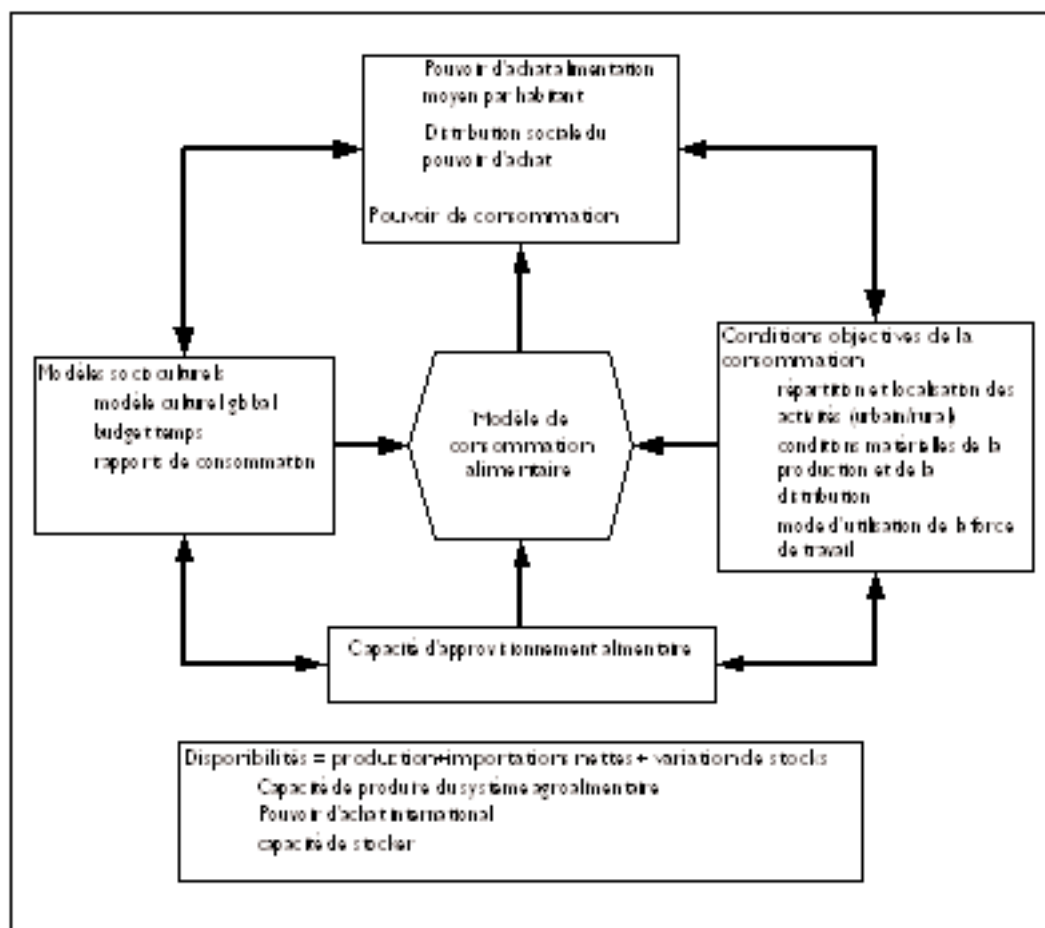 Pouvoir d'achat alimentation
moyen par habitant
Distribution sociale du
pouvoir d'achat
Pouvoir de consommation
Modèles socioculturels
modèle culturel global
budget temps
rapports de consommation
Modèle de
consommation
alimentaire
Conditions objectives de la
consommation
répartition et localisation des
activités (urbain/rural)
conditions matérielles de la
production et de la
distribution
mode d'utilisation de la force
de travail
Capacité d'approvisionnement alimentaire
Disponibilités = production+importations nettes + variation de stocks
Capacité de produire du système agroalimentaire
Pouvoir d'achat international
capacité de stocker